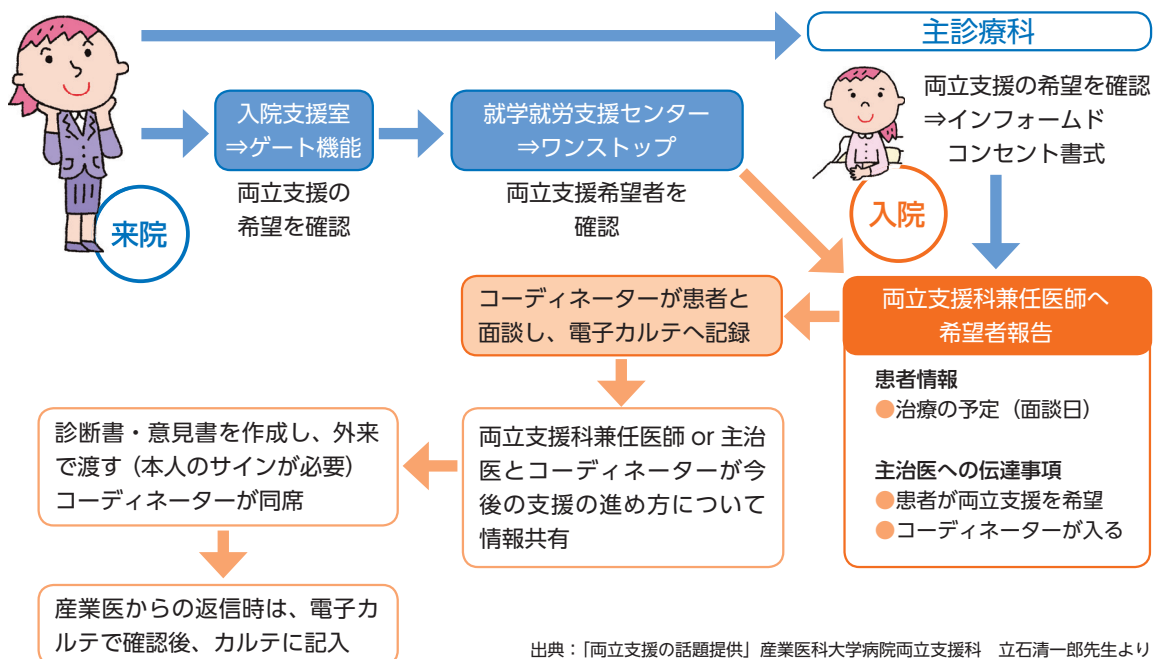 主診療科
両立支援の希望を確認
⇒インフォームド
コンセント書式
入院支援室
⇒ゲート機能
両立支援の
希望を確認
就学就労支援センター
⇒ワンストップ
両立支援希望者を
確認
来院
入院
両立支援科兼任医師へ
希望者報告
患者情報
●治療の予定（面談日）
主治医への伝達事項
●患者が両立支援を希望
●コーディネーターが入る
コーディネーターが患者と
面談し、電子カルテへ記録
両立支援科兼任医師 or 主治
医とコーディネーターが今
後の支援の進め方について
情報共有
診断書・意見書を作成し、外来
で渡す（本人のサインが必要）
コーディネーターが同席
産業医からの返信時は、電子カ
ルテで確認後、カルテに記入
出典：「両立支援の話題提供」産業医科大学病院両立支援科　立石清一郎先生より